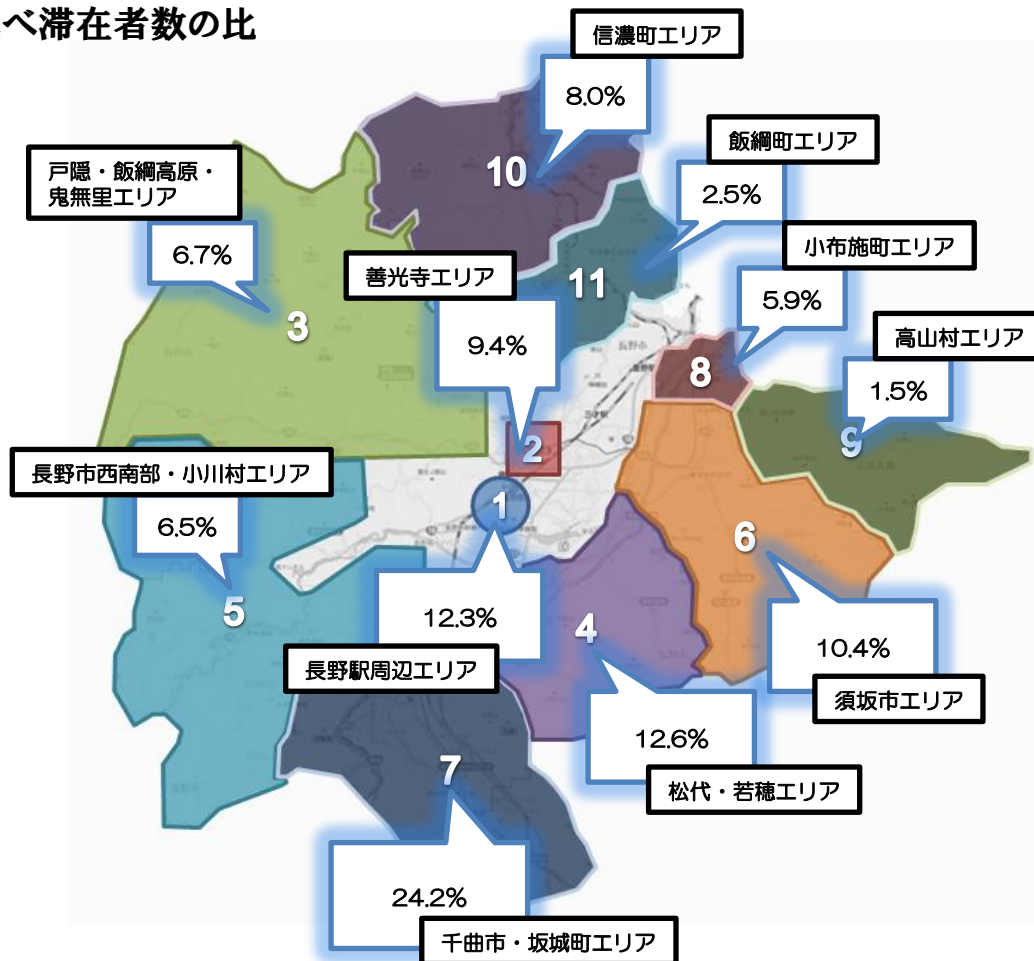 べ滞在者数の比
信濃町エリア
8.0%
10
飯綱町エリア
2.5%
戸隠・飯綱高原・
鬼無里エリア
6.7%
3
善光寺エリア
9.4%
11
小布施町エリア
5.9%
8
高山村エリア
1.5%
9
2
長野市西南部・小川村エリア
6.5%
5
1
12.3%
長野駅周辺エリア
6
10.4%
須坂市エリア
4
12.6%
松代・若穂エリア
7
24.2%
千曲市・坂城町エリア